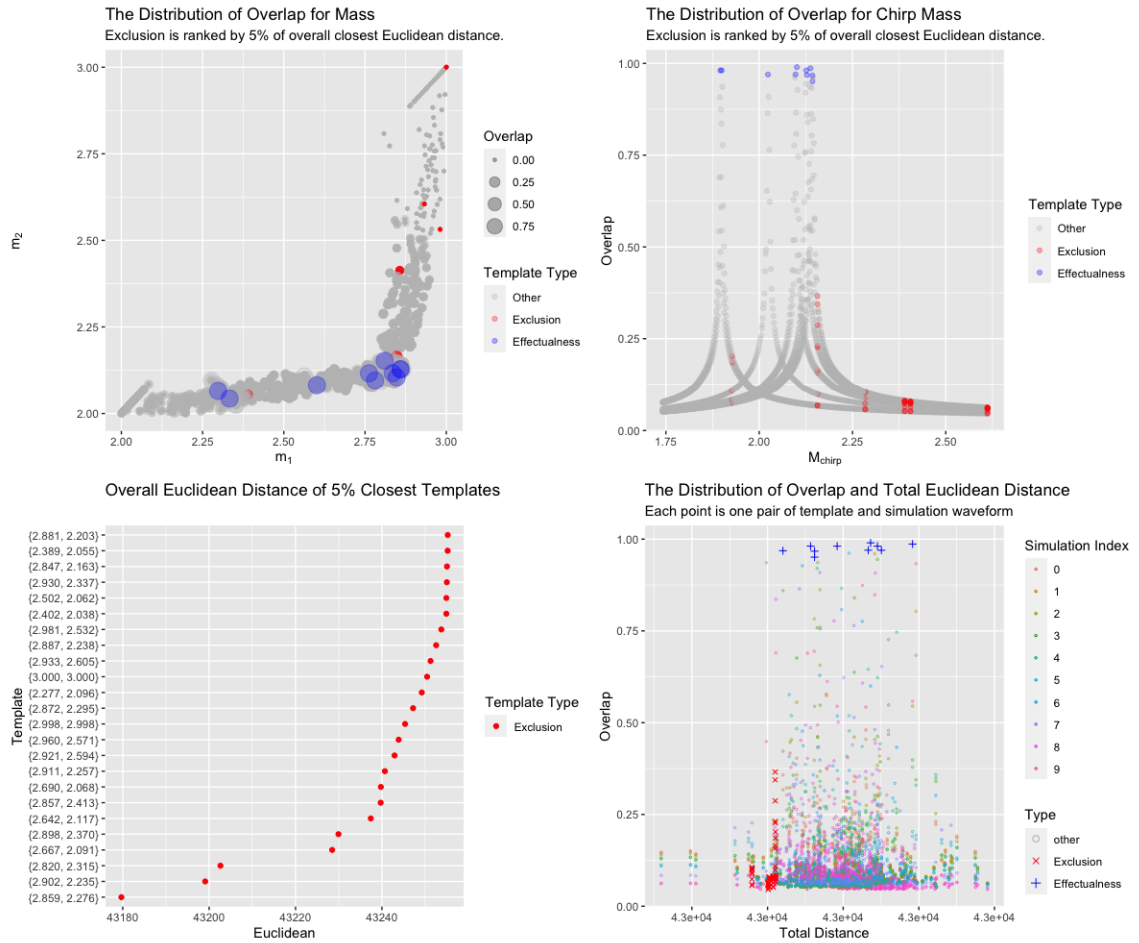 The Distribution of Overlap for Mass
Exclusion is ranked by 5% of overall closest Euclidean distance.
3.00
2.75
2.50
2.25
2.00
m2
2.00
2.25
2.50
2.75
3.00
m1
Overlap
0.00
0.25
0.50
0.75
Template Type
Other
Exclusion
Effectualness
The Distribution of Overlap for Chirp Mass
Exclusion is ranked by 5% of overall closest Euclidean distance.
1.00
0.75
0.50
0.25
0.00
Overlap
1.75
2.00
2.25
2.50
Mchirp
Template Type
Other
Exclusion
Effectualness
Overall Euclidean Distance of 5% Closest Templates
Template
{2.881, 2.203}
{2.389, 2.055}
{2.847, 2.163}
{2.930, 2.337}
{2.502, 2.062}
{2.402, 2.038}
{2.981, 2.532}
{2.887, 2.238}
{2.933, 2.605}
{3.000, 3.000}
{2.277, 2.096}
{2.872, 2.295}
{2.998, 2.998}
{2.960, 2.571}
{2.921, 2.594}
{2.911, 2.257}
{2.690, 2.068}
{2.857, 2.413}
{2.642, 2.117}
{2.898, 2.370}
{2.667, 2.091}
{2.820, 2.315}
{2.902, 2.235}
{2.859, 2.276}
43180
43200
43220
43240
Euclidean
Template Type
Exclusion
The Distribution of Overlap and Total Euclidean Distance
Each point is one pair of template and simulation waveform
1.00
0.75
0.50
0.25
0.00
Overlap
4.3e+04
4.3e+04
4.3e+04
4.3e+04
Total Distance
Simulation Index
0
1
2
3
4
5
6
7
8
9
Type
other
Exclusion
Effectualness